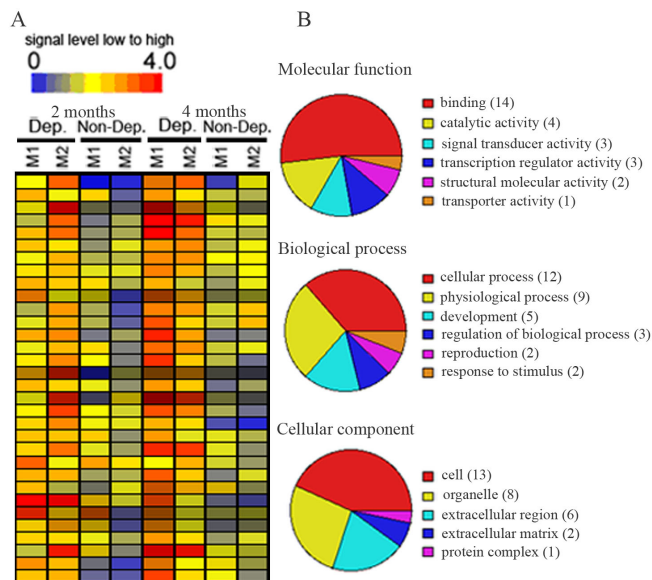 A
signal level low to high
0 4.0
2 months 4 months
Dep. Non-Dep. Dep. Non-Dep.
M1 M2 M1 M2 M1 M2 M1 M2
B
Molecular function
binding (14)
catalytic activity (4)
signal transducer activity (3)
transcription regulator activity (3)
structural molecular activity (2)
transporter activity (1)
Biological process
cellular process (12)
physiological process (9)
development (5)
regulation of biological process (3)
reproduction (2)
response to stimulus (2)
Cellular component
cell (13)
organelle (8)
extracellular region (6)
extracellular matrix (2)
protein complex (1)